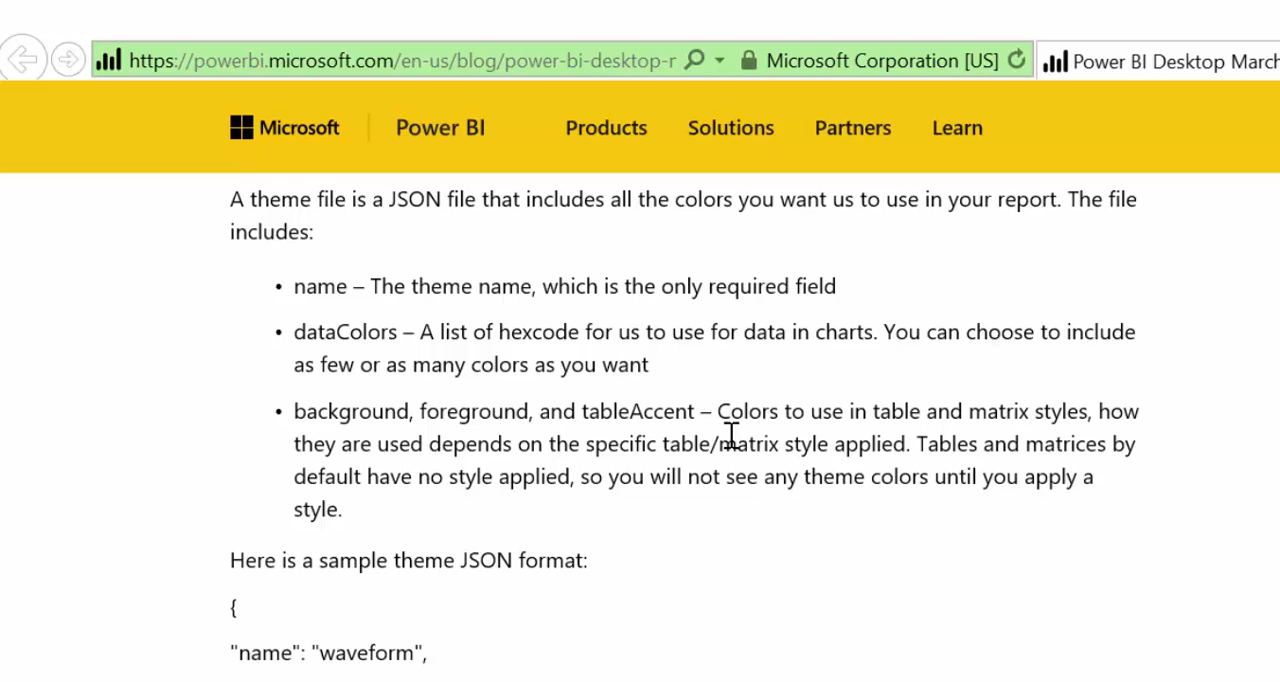 https://powerbi.microsoft.com/en-us/blog/power-bi-desktop-r Microsoft Corporation [US] Power BI Desktop March
Microsoft Power BI Products Solutions Partners Learn
A theme file is a JSON file that includes all the colors you want us to use in your report. The file
includes:
• name – The theme name, which is the only required field
• dataColors – A list of hexcode for us to use for data in charts. You can choose to include
as few or as many colors as you want
• background, foreground, and tableAccent – Colors to use in table and matrix styles, how
they are used depends on the specific table/matrix style applied. Tables and matrices by
default have no style applied, so you will not see any theme colors until you apply a
style.
Here is a sample theme JSON format:
{
"name": "waveform",